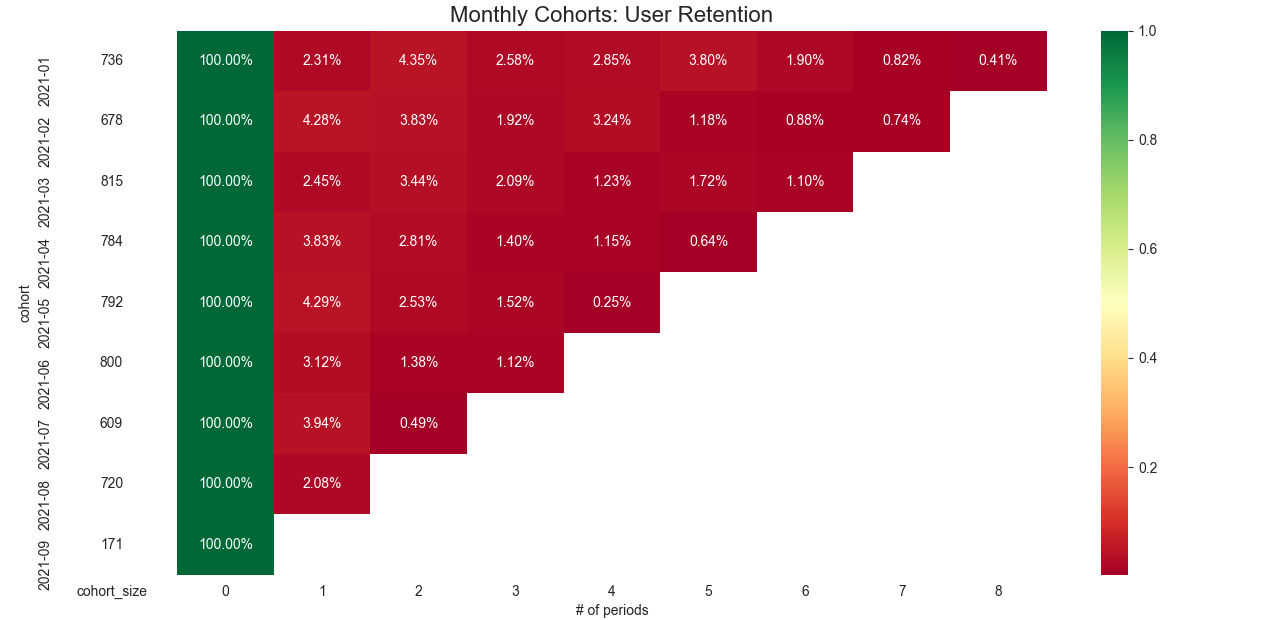 Monthly Cohorts: User Retention
cohort
2021-01 736 100.00% 2.31% 4.35% 2.58% 2.85% 3.80% 1.90% 0.82% 0.41%
2021-02 678 100.00% 4.28% 3.83% 1.92% 3.24% 1.18% 0.88% 0.74%
2021-03 815 100.00% 2.45% 3.44% 2.09% 1.23% 1.72% 1.10%
2021-04 784 100.00% 3.83% 2.81% 1.40% 1.15% 0.64%
2021-05 792 100.00% 4.29% 2.53% 1.52% 0.25%
2021-06 800 100.00% 3.12% 1.38% 1.12%
2021-07 609 100.00% 3.94% 0.49%
2021-08 720 100.00% 2.08%
2021-09 171 100.00%
cohort_size 0 1 2 3 4 5 6 7 8
# of periods
1.0
0.8
0.6
0.4
0.2